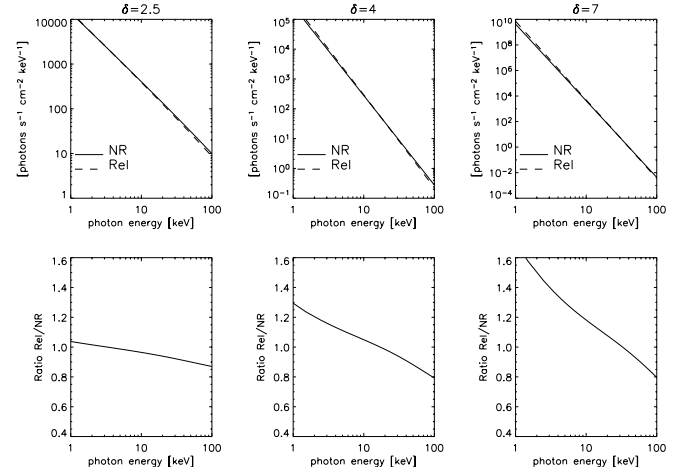 δ=2.5
[photons s⁻¹ cm⁻² keV⁻¹]
10000
1000
100
10
1
NR
Rel
1 10 100
photon energy [keV]
δ=4
[photons s⁻¹ cm⁻² keV⁻¹]
10⁵
10⁴
10³
10²
10¹
10⁰
10⁻¹
NR
Rel
1 10 100
photon energy [keV]
δ=7
[photons s⁻¹ cm⁻² keV⁻¹]
10¹⁰
10⁸
10⁶
10⁴
10²
10⁰
10⁻²
10⁻⁴
NR
Rel
1 10 100
photon energy [keV]
Ratio Rel/NR
1.6
1.4
1.2
1.0
0.8
0.6
0.4
1 10 100
photon energy [keV]
Ratio Rel/NR
1.6
1.4
1.2
1.0
0.8
0.6
0.4
1 10 100
photon energy [keV]
Ratio Rel/NR
1.6
1.4
1.2
1.0
0.8
0.6
0.4
1 10 100
photon energy [keV]